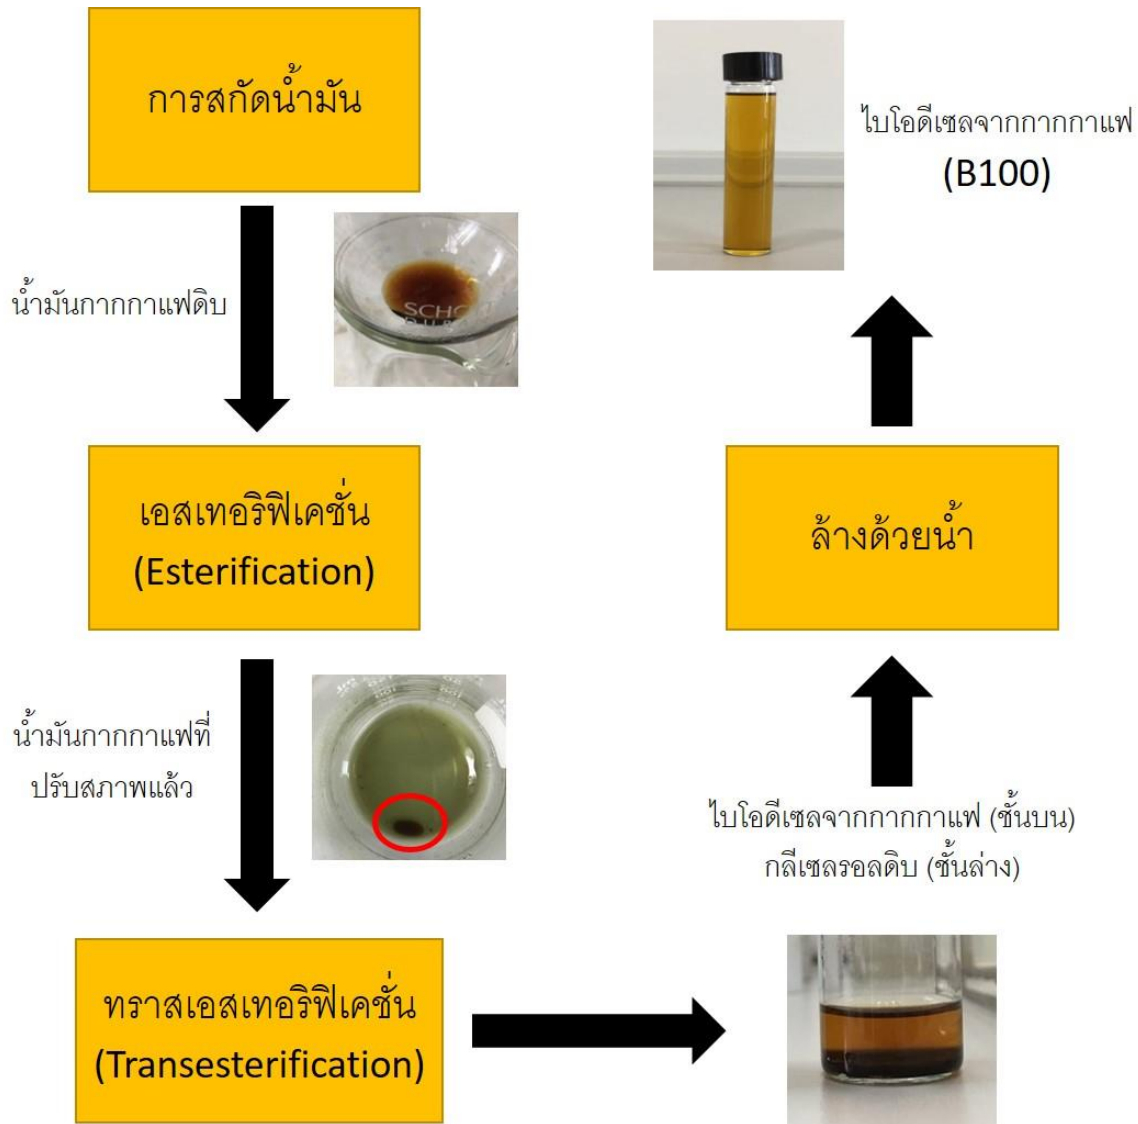 การสกัดน้ำมัน
น้ำมันกากกาแฟดิบ
SCHO
เอสเทอริฟิเคชั่น
(Esterification)
น้ำมันกากกาแฟที่
ปรับสภาพแล้ว
ทราสเอสเทอริฟิเคชั่น
(Transesterification)
ไบโอดีเซลจากกากกาแฟ (ชั้นบน)
กลีเซลรอลดิบ (ชั้นล่าง)
ล้างด้วยน้ำ
ไบโอดีเซลจากกากกาแฟ
(B100)